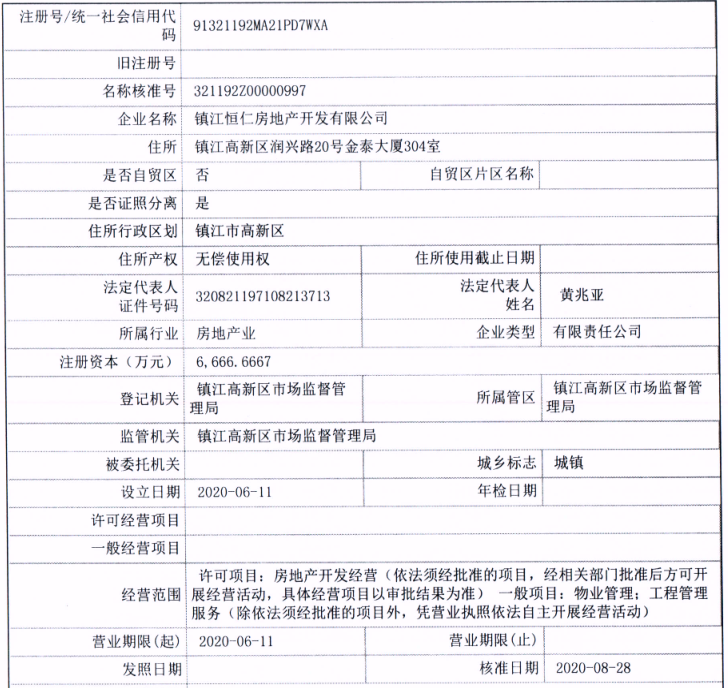 注册号/统一社会信用代码 91321192MA21PD7WXA
旧注册号
名称核准号 321192Z00000997
企业名称 镇江恒仁房地产开发有限公司
住所 镇江高新区润兴路20号金泰大厦304室
是否自贸区 否 自贸区片区名称
是否证照分离 是
住所行政区划 镇江市高新区
住所产权 无偿使用权 住所使用截止日期
法定代表人证件号码 320821197108213713 法定代表人姓名 黄兆亚
所属行业 房地产业 企业类型 有限责任公司
注册资本（万元） 6,666.6667
登记机关 镇江高新区市场监督管理局 所属管区 镇江高新区市场监督管理局
监管机关 镇江高新区市场监督管理局
被委托机关 城乡标志 城镇
设立日期 2020-06-11 年检日期
许可经营项目
一般经营项目
经营范围 许可项目：房地产开发经营（依法须经批准的项目，经相关部门批准后方可开
展经营活动，具体经营项目以审批结果为准） 一般项目：物业管理；工程管理
服务（除依法须经批准的项目外，凭营业执照依法自主开展经营活动）
营业期限(起) 2020-06-11 营业期限(止)
发照日期 核准日期 2020-08-28